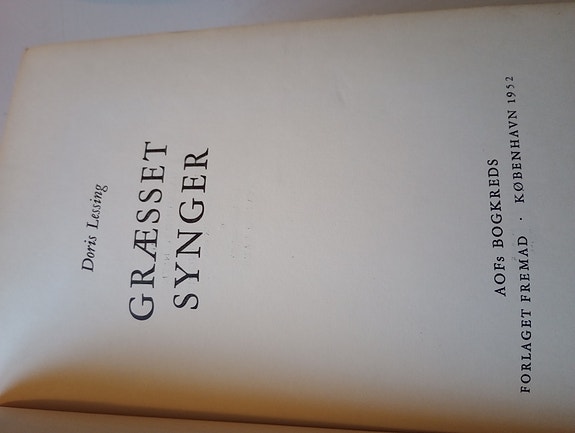 Doris Lessing
GRÆSSET
SYNGER
AOFs BOGKREDS
FORLAGET FREMAD · KØBENHAVN 1952